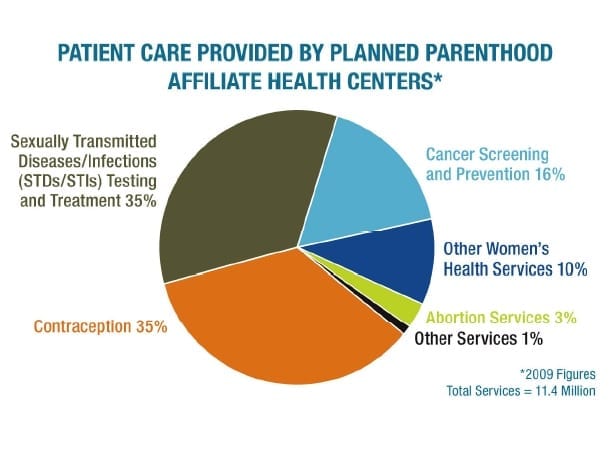 PATIENT CARE PROVIDED BY PLANNED PARENTHOOD
AFFILIATE HEALTH CENTERS*
Sexually Transmitted
Diseases/Infections
(STDs/STIs) Testing
and Treatment 35%
Cancer Screening
and Prevention 16%
Other Women's
Health Services 10%
Abortion Services 3%
Other Services 1%
Contraception 35%
*2009 Figures
Total Services = 11.4 Million